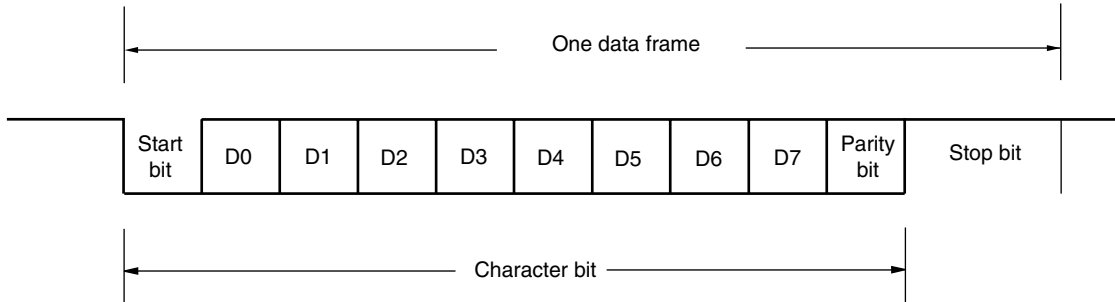 One data frame
Start
bit
D0
D1
D2
D3
D4
D5
D6
D7
Parity
bit
Stop bit
Character bit